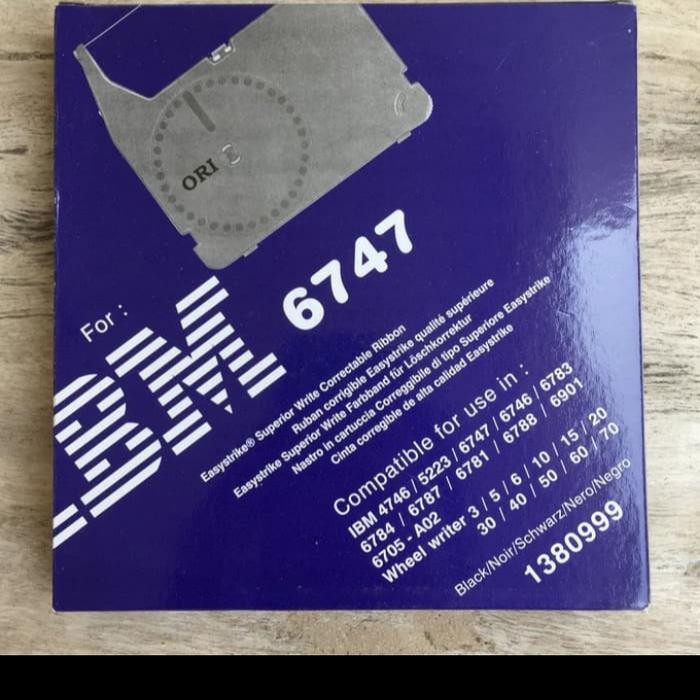 ORI
For :
IBM 6747
Easystrike® Superior Write Correctable Ribbon
Ruban corrigible Easystrike qualité supérieure
Easystrike Superior Write Farbband für Löschkorrektur
Nastro in cartuccia Correggibile di tipo Superiore Easystrike
Cinta corregible de alta calidad Easystrike
Compatible for use in :
IBM 4746 / 5223 / 6747 / 6746 / 6783
6784 / 6787 / 6781 / 6788 / 6901
6705 - A02
Wheel writer 3 / 5 / 6 / 10 / 15 / 20
30 / 40 / 50 / 60 / 70
Black/Noir/Schwarz/Nero/Negro
1380999